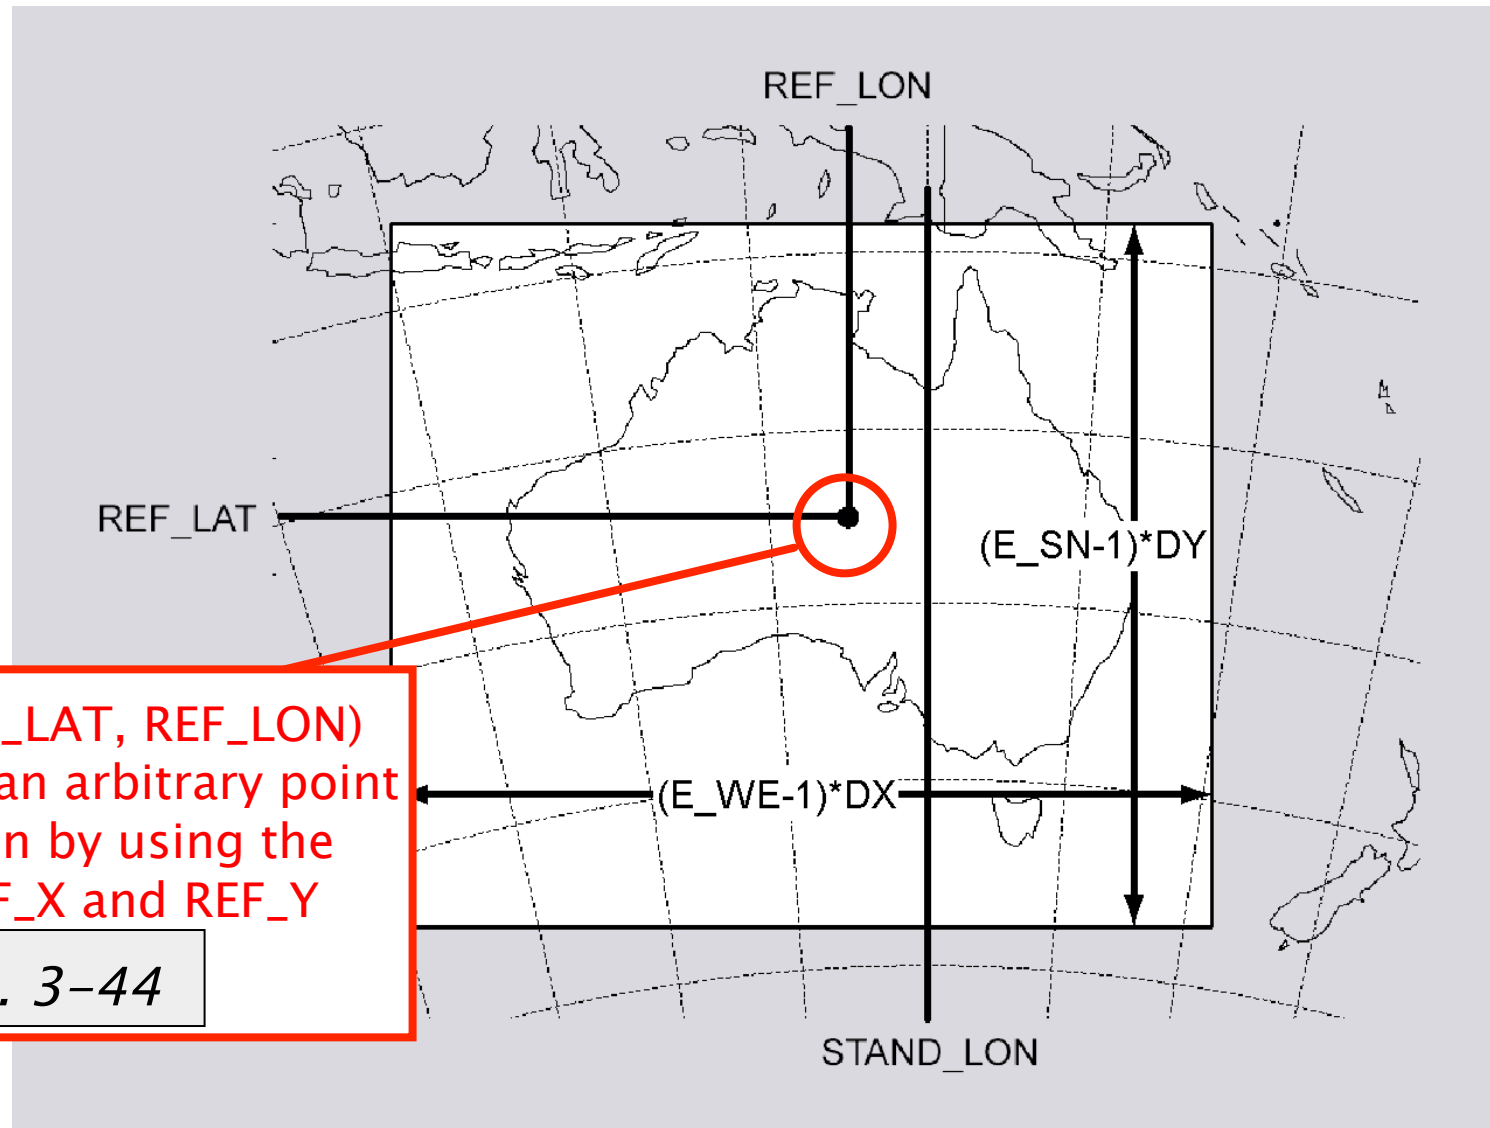 REF_LON
REF_LAT
(E_SN-1)*DY
_LAT, REF_LON)
an arbitrary point
(E_WE-1)*DX
n by using the
F_X and REF_Y
. 3-44
STAND_LON